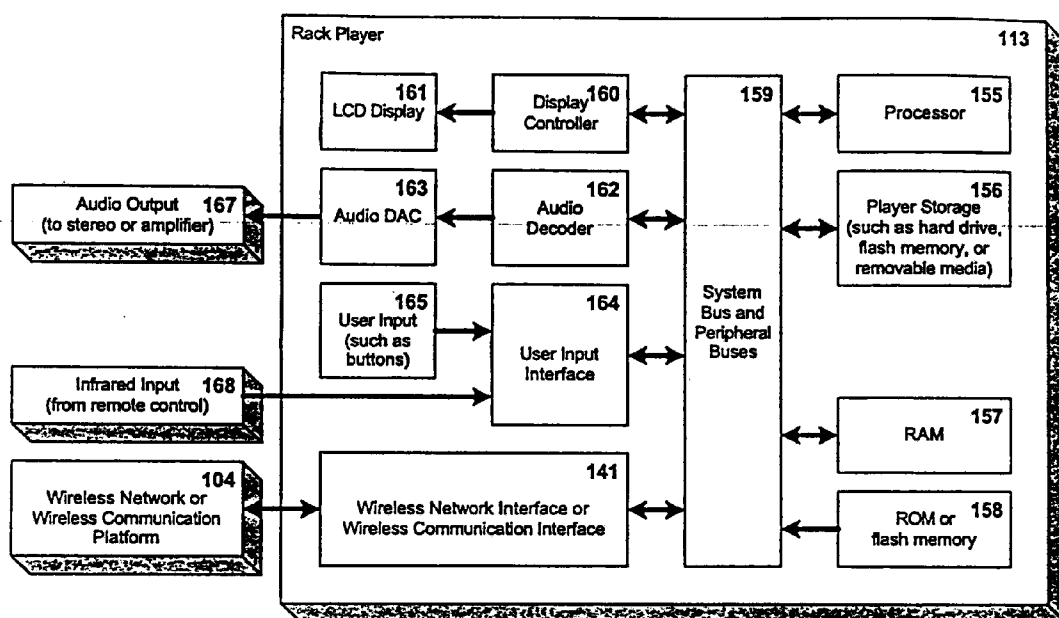 Rack Player
113
161
LCD Display
160
Display
Controller
159
System
Bus and
Peripheral
Buses
155
Processor
Audio Output
(to stereo or amplifier)
167
163
Audio DAC
162
Audio
Decoder
156
Player Storage
(such as hard drive,
flash memory, or
removable media)
165
User Input
(such as
buttons)
164
User Input
Interface
Infrared Input
(from remote control)
168
157
RAM
104
Wireless Network or
Wireless Communication
Platform
141
Wireless Network Interface or
Wireless Communication Interface
ROM or
flash memory
158